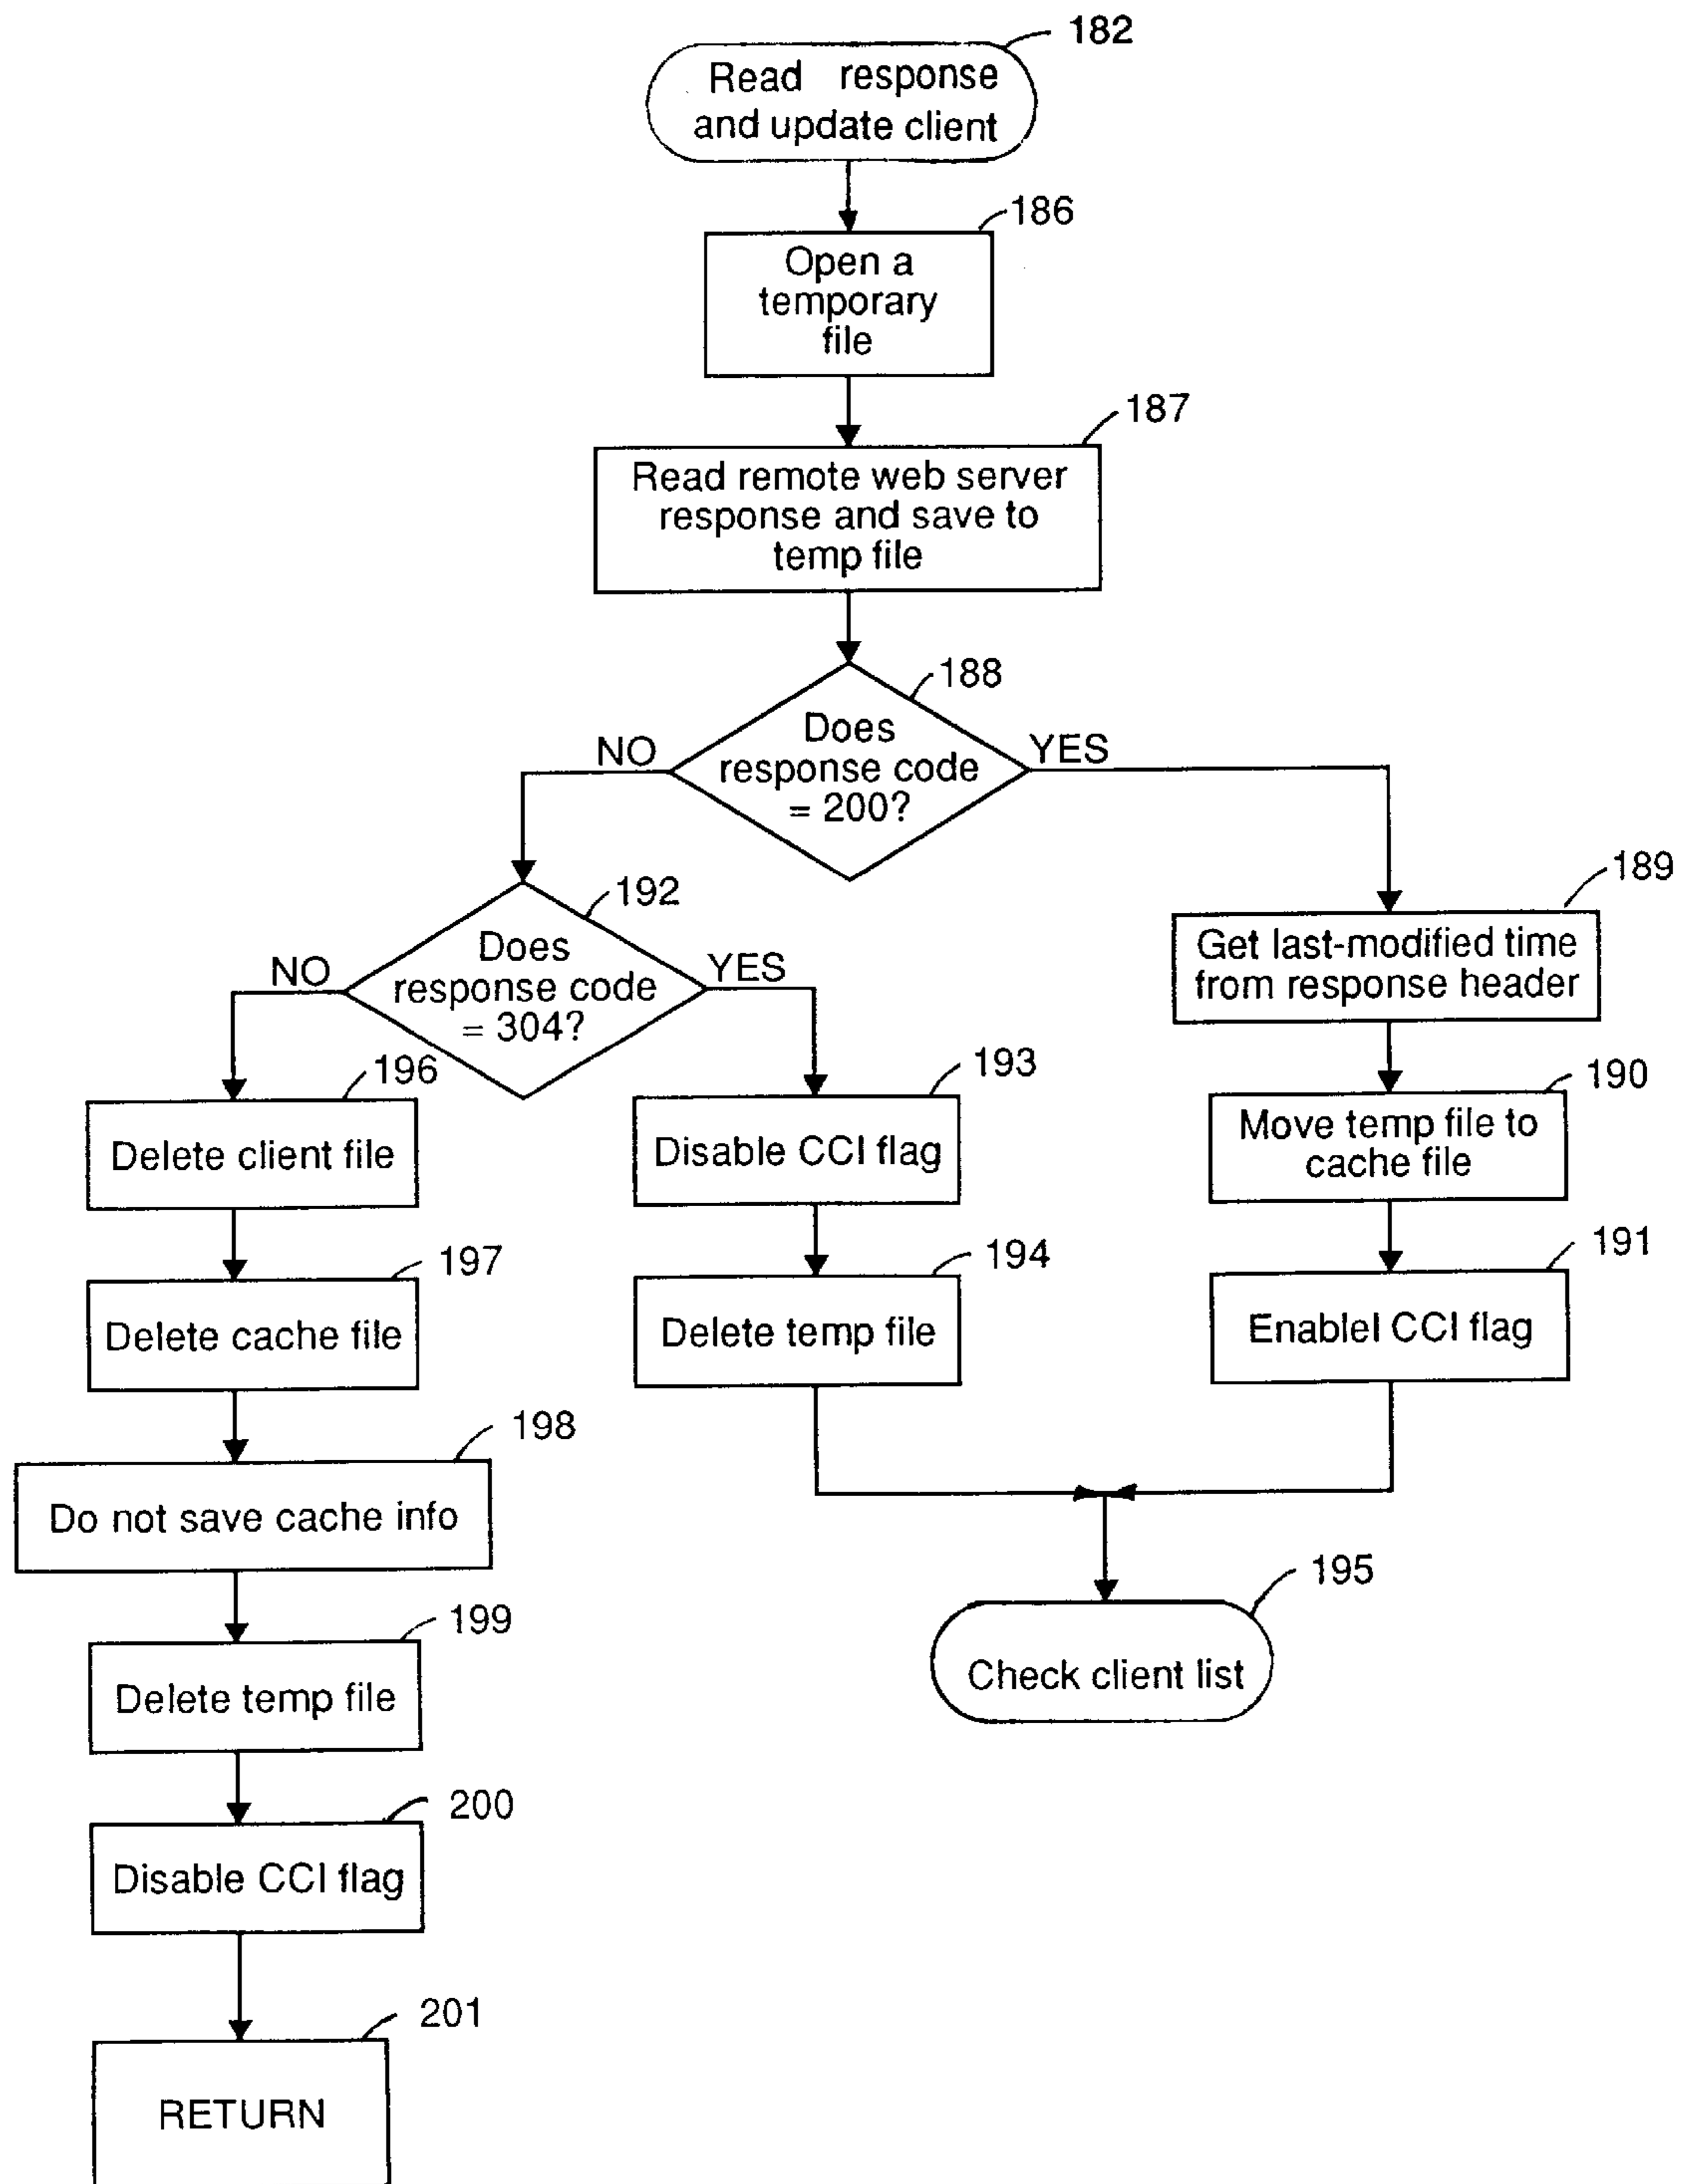 182
Read response
and update client
186
Open a
temporary
file
187
Read remote web server
response and save to
temp file
188
Does
response code
= 200?
NO
YES
192
Does
response code
= 304?
NO
YES
189
Get last-modified time
from response header
190
Move temp file to
cache file
191
Enablel CCI flag
193
Disable CCI flag
194
Delete temp file
195
Check client list
196
Delete client file
197
Delete cache file
198
Do not save cache info
199
Delete temp file
200
Disable CCI flag
201
RETURN